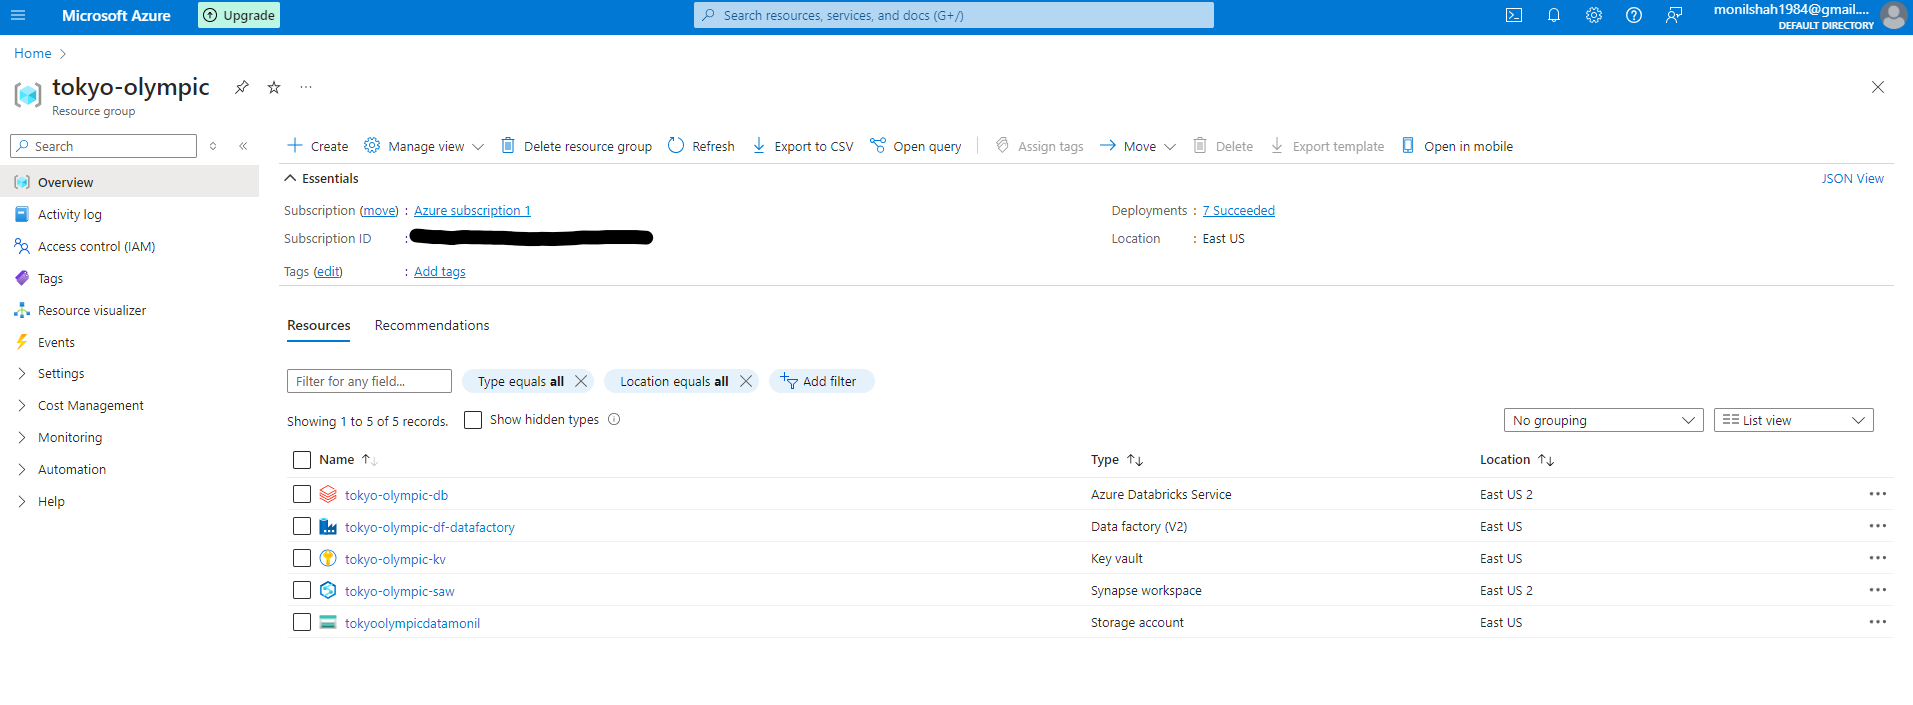 Microsoft Azure
Upgrade
Search resources, services, and docs (G+/)
monilshah1984@gmail....
DEFAULT DIRECTORY
Home
tokyo-olympic
Resource group
Search
Overview
Activity log
Access control (IAM)
Tags
Resource visualizer
Events
Settings
Cost Management
Monitoring
Automation
Help
Create Manage view Delete resource group Refresh Export to CSV Open query Assign tags Move Delete Export template Open in mobile
Essentials
JSON View
Subscription (move) : Azure subscription 1
Deployments : 7 Succeeded
Subscription ID :
Location : East US
Tags (edit) : Add tags
Resources Recommendations
Filter for any field... Type equals all Location equals all Add filter
Showing 1 to 5 of 5 records. Show hidden types
No grouping List view
Name Type Location
tokyo-olympic-db Azure Databricks Service East US 2
tokyo-olympic-df-datafactory Data factory (V2) East US
tokyo-olympic-kv Key vault East US
tokyo-olympic-saw Synapse workspace East US 2
tokyoolympicdatamonil Storage account East US